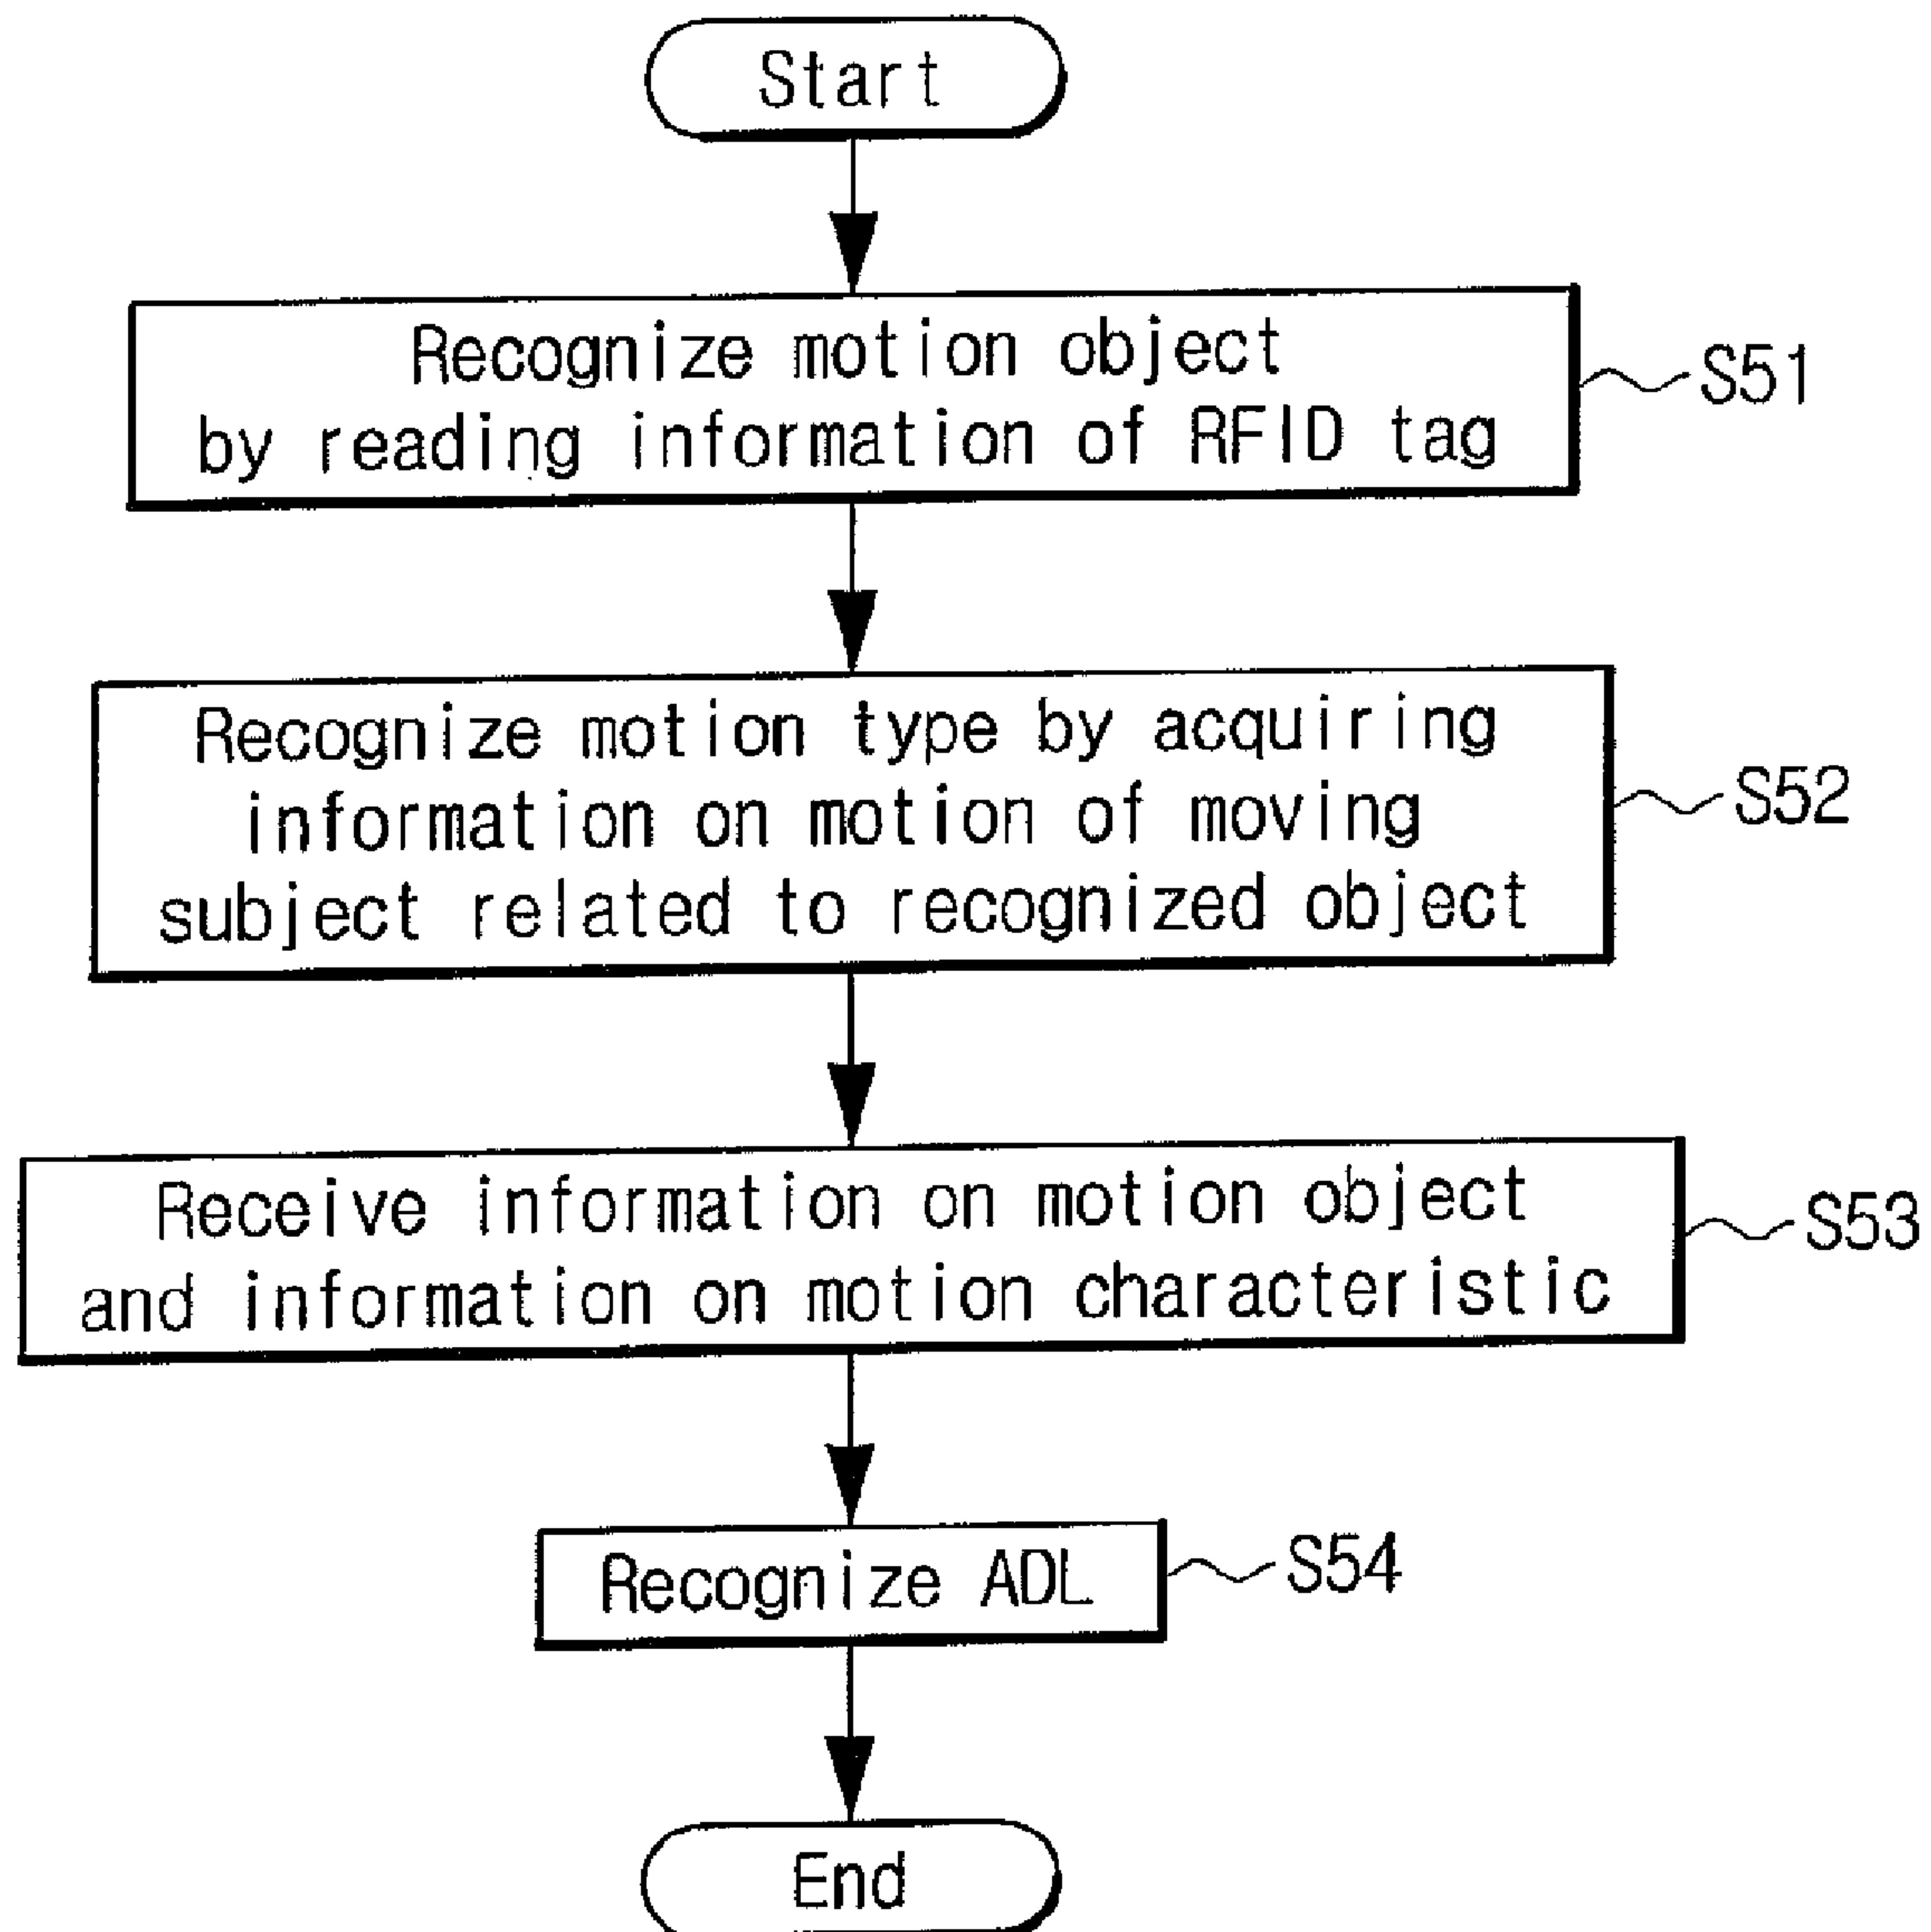 Start
Recognize motion object
by reading information of RFID tag
S51
Recognize motion type by acquiring
information on motion of moving
subject related to recognized object
S52
Receive information on motion object
and information on motion characteristic
S53
Recognize ADL
S54
End